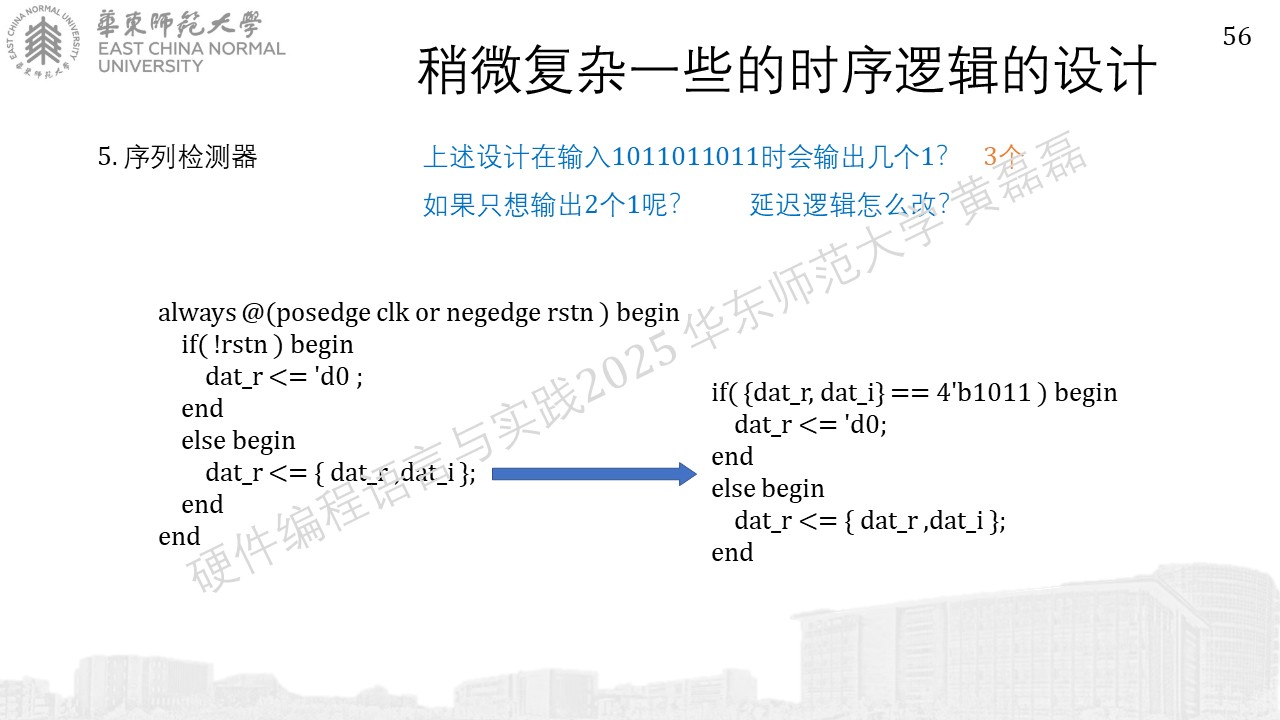 華東師範大學
EAST CHINA NORMAL
UNIVERSITY
EAST CHINA NORMAL UNIVERSITY
華東師範大學
56
稍微复杂一些的时序逻辑的设计
5. 序列检测器
上述设计在输入1011011011时会输出几个1？ 3个
如果只想输出2个1呢？ 延迟逻辑怎么改？
always @(posedge clk or negedge rstn ) begin
if( !rstn ) begin
dat_r <= 'd0 ;
end
else begin
dat_r <= { dat_r ,dat_i };
end
end
if( {dat_r, dat_i} == 4'b1011 ) begin
dat_r <= 'd0;
end
else begin
dat_r <= { dat_r ,dat_i };
end
硬件编程语言与实践2025 华东师范大学 黄磊磊